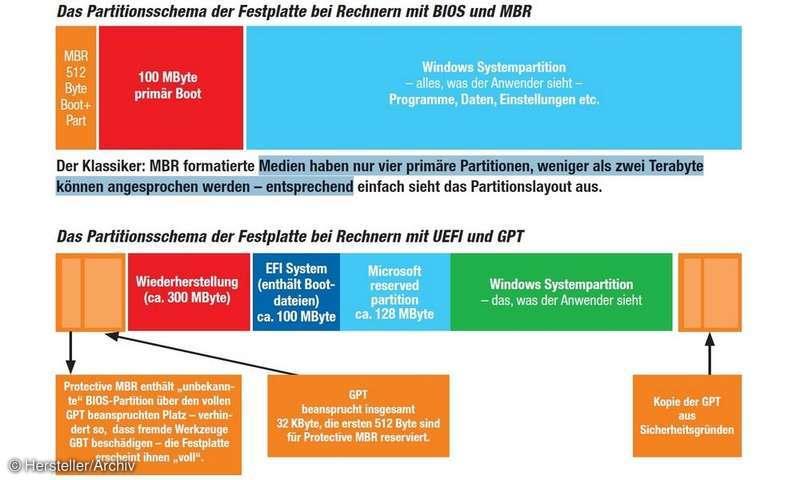 Das Partitionsschema der Festplatte bei Rechnern mit BIOS und MBR
MBR
512
Byte
Boot+
Part
100 MByte
primär Boot
Windows Systempartition
– alles, was der Anwender sieht –
Programme, Daten, Einstellungen etc.
Der Klassiker: MBR formatierte Medien haben nur vier primäre Partitionen, weniger als zwei Terabyte
können angesprochen werden – entsprechend einfach sieht das Partitionslayout aus.
Das Partitionsschema der Festplatte bei Rechnern mit UEFI und GPT
Wiederherstellung
(ca. 300 MByte)
EFI System
(enthält Boot-
dateien)
ca. 100 MByte
Microsoft
reserved
partition
ca. 128 MByte
Windows Systempartition
– das, was der Anwender sieht
Protective MBR enthält „unbekann-
te“ BIOS-Partition über den vollen
GPT beanspruchten Platz – verhin-
dert so, dass fremde Werkzeuge
GBT beschädigen – die Festplatte
erscheint ihnen „voll“.
GPT
beansprucht insgesamt
32 KByte, die ersten 512 Byte sind
für Protective MBR reserviert.
Kopie der GPT
aus
Sicherheitsgründen
© Hersteller/Archiv